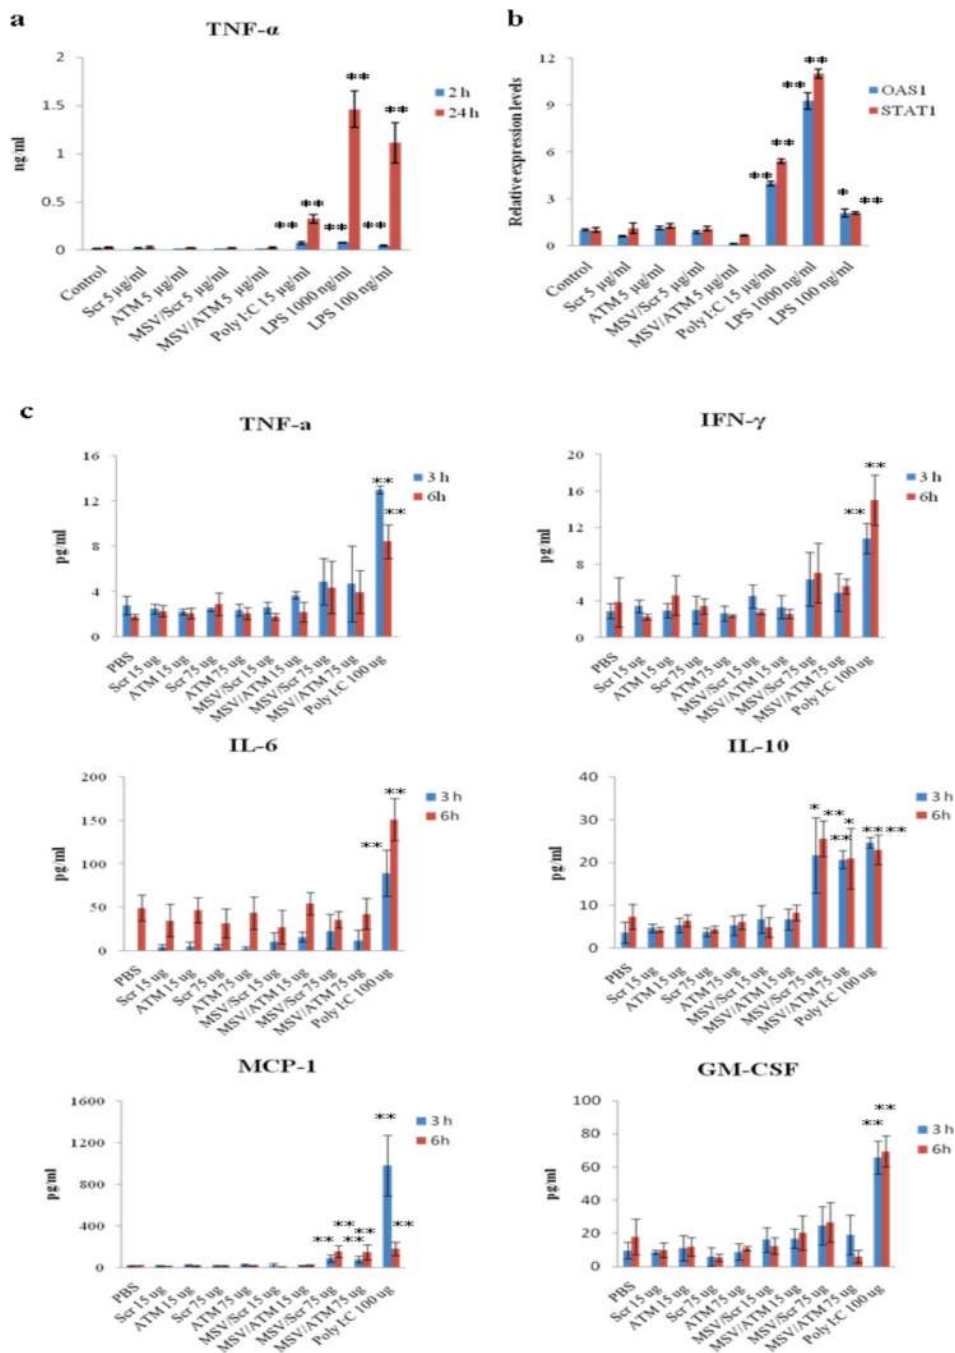 a
TNF-α
2
1.5
1
0.5
0
ng/ml
** ** ** ** ** **
2 h
24 h
Control
Scr 5 µg/ml
ATM 5 µg/ml
MSV/Scr 5 µg/ml
MSV/ATM 5 µg/ml
Poly I:C 15 µg/ml
LPS 1000 ng/ml
LPS 100 ng/ml
b
12
9
6
3
0
Relative expression levels
** ** ** ** * **
OAS1
STAT1
Control
Scr 5 µg/ml
ATM 5 µg/ml
MSV/Scr 5 µg/ml
MSV/ATM 5 µg/ml
Poly I:C 15 µg/ml
LPS 1000 ng/ml
LPS 100 ng/ml
c
TNF-a
16
12
8
4
0
pg/ml
** **
3 h
6h
PBS
Scr 15 ug
ATM 15 ug
Scr 75 ug
ATM 75 ug
MSV/Scr 15 ug
MSV/ATM 15 ug
MSV/Scr 75 ug
MSV/ATM 75 ug
Poly I:C 100 ug
IFN-γ
20
16
12
8
4
0
pg/ml
** **
3 h
6h
PBS
Scr 15 ug
ATM 15 ug
Scr 75 ug
ATM 75 ug
MSV/Scr 15 ug
MSV/ATM 15 ug
MSV/Scr 75 ug
MSV/ATM 75 ug
Poly I:C 100 ug
IL-6
200
150
100
50
0
pg/ml
** **
3 h
6h
PBS
Scr 15 ug
ATM 15 ug
Scr 75 ug
ATM 75 ug
MSV/Scr 15 ug
MSV/ATM 15 ug
MSV/Scr 75 ug
MSV/ATM 75 ug
Poly I:C 100 ug
IL-10
40
30
20
10
0
pg/ml
* ** ** * ** **
3 h
6h
PBS
Scr 15 ug
ATM 15 ug
Scr 75 ug
ATM 75 ug
MSV/Scr 15 ug
MSV/ATM 15 ug
MSV/Scr 75 ug
MSV/ATM 75 ug
Poly I:C 100 ug
MCP-1
1600
1200
800
400
0
pg/ml
** ** ** ** ** **
3 h
6h
PBS
Scr 15 ug
ATM 15 ug
Scr 75 ug
ATM 75 ug
MSV/Scr 15 ug
MSV/ATM 15 ug
MSV/Scr 75 ug
MSV/ATM 75 ug
Poly I:C 100 ug
GM-CSF
100
80
60
40
20
0
pg/ml
** **
3 h
6h
PBS
Scr 15 ug
ATM 15 ug
Scr 75 ug
ATM 75 ug
MSV/Scr 15 ug
MSV/ATM 15 ug
MSV/Scr 75 ug
MSV/ATM 75 ug
Poly I:C 100 ug